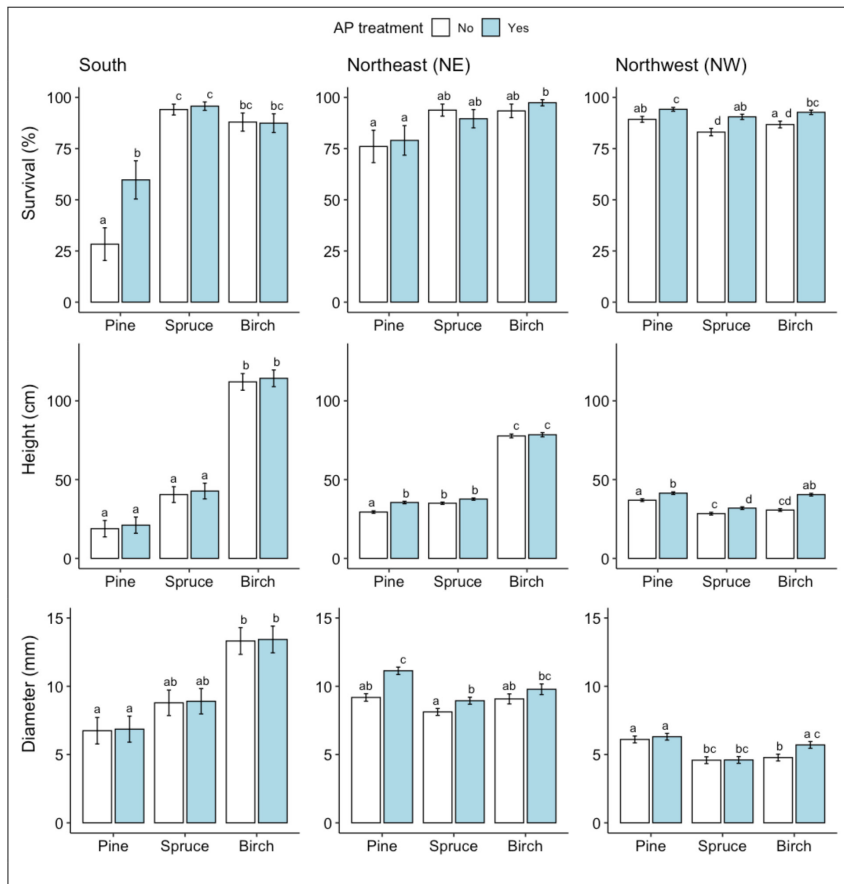 AP treatment No Yes
South Northeast (NE) Northwest (NW)
Survival (%)
100
75
50
25
0
a b c c bc bc
Pine Spruce Birch
100
75
50
25
0
a a ab ab ab b
Pine Spruce Birch
100
75
50
25
0
ab c d ab a d bc
Pine Spruce Birch
Height (cm)
100
50
0
a a a a b b
Pine Spruce Birch
100
50
0
a b b b c c
Pine Spruce Birch
100
50
0
a b c d cd ab
Pine Spruce Birch
Diameter (mm)
15
10
5
0
a a ab ab b b
Pine Spruce Birch
15
10
5
0
ab c a b ab bc
Pine Spruce Birch
15
10
5
0
a a bc bc b a c
Pine Spruce Birch